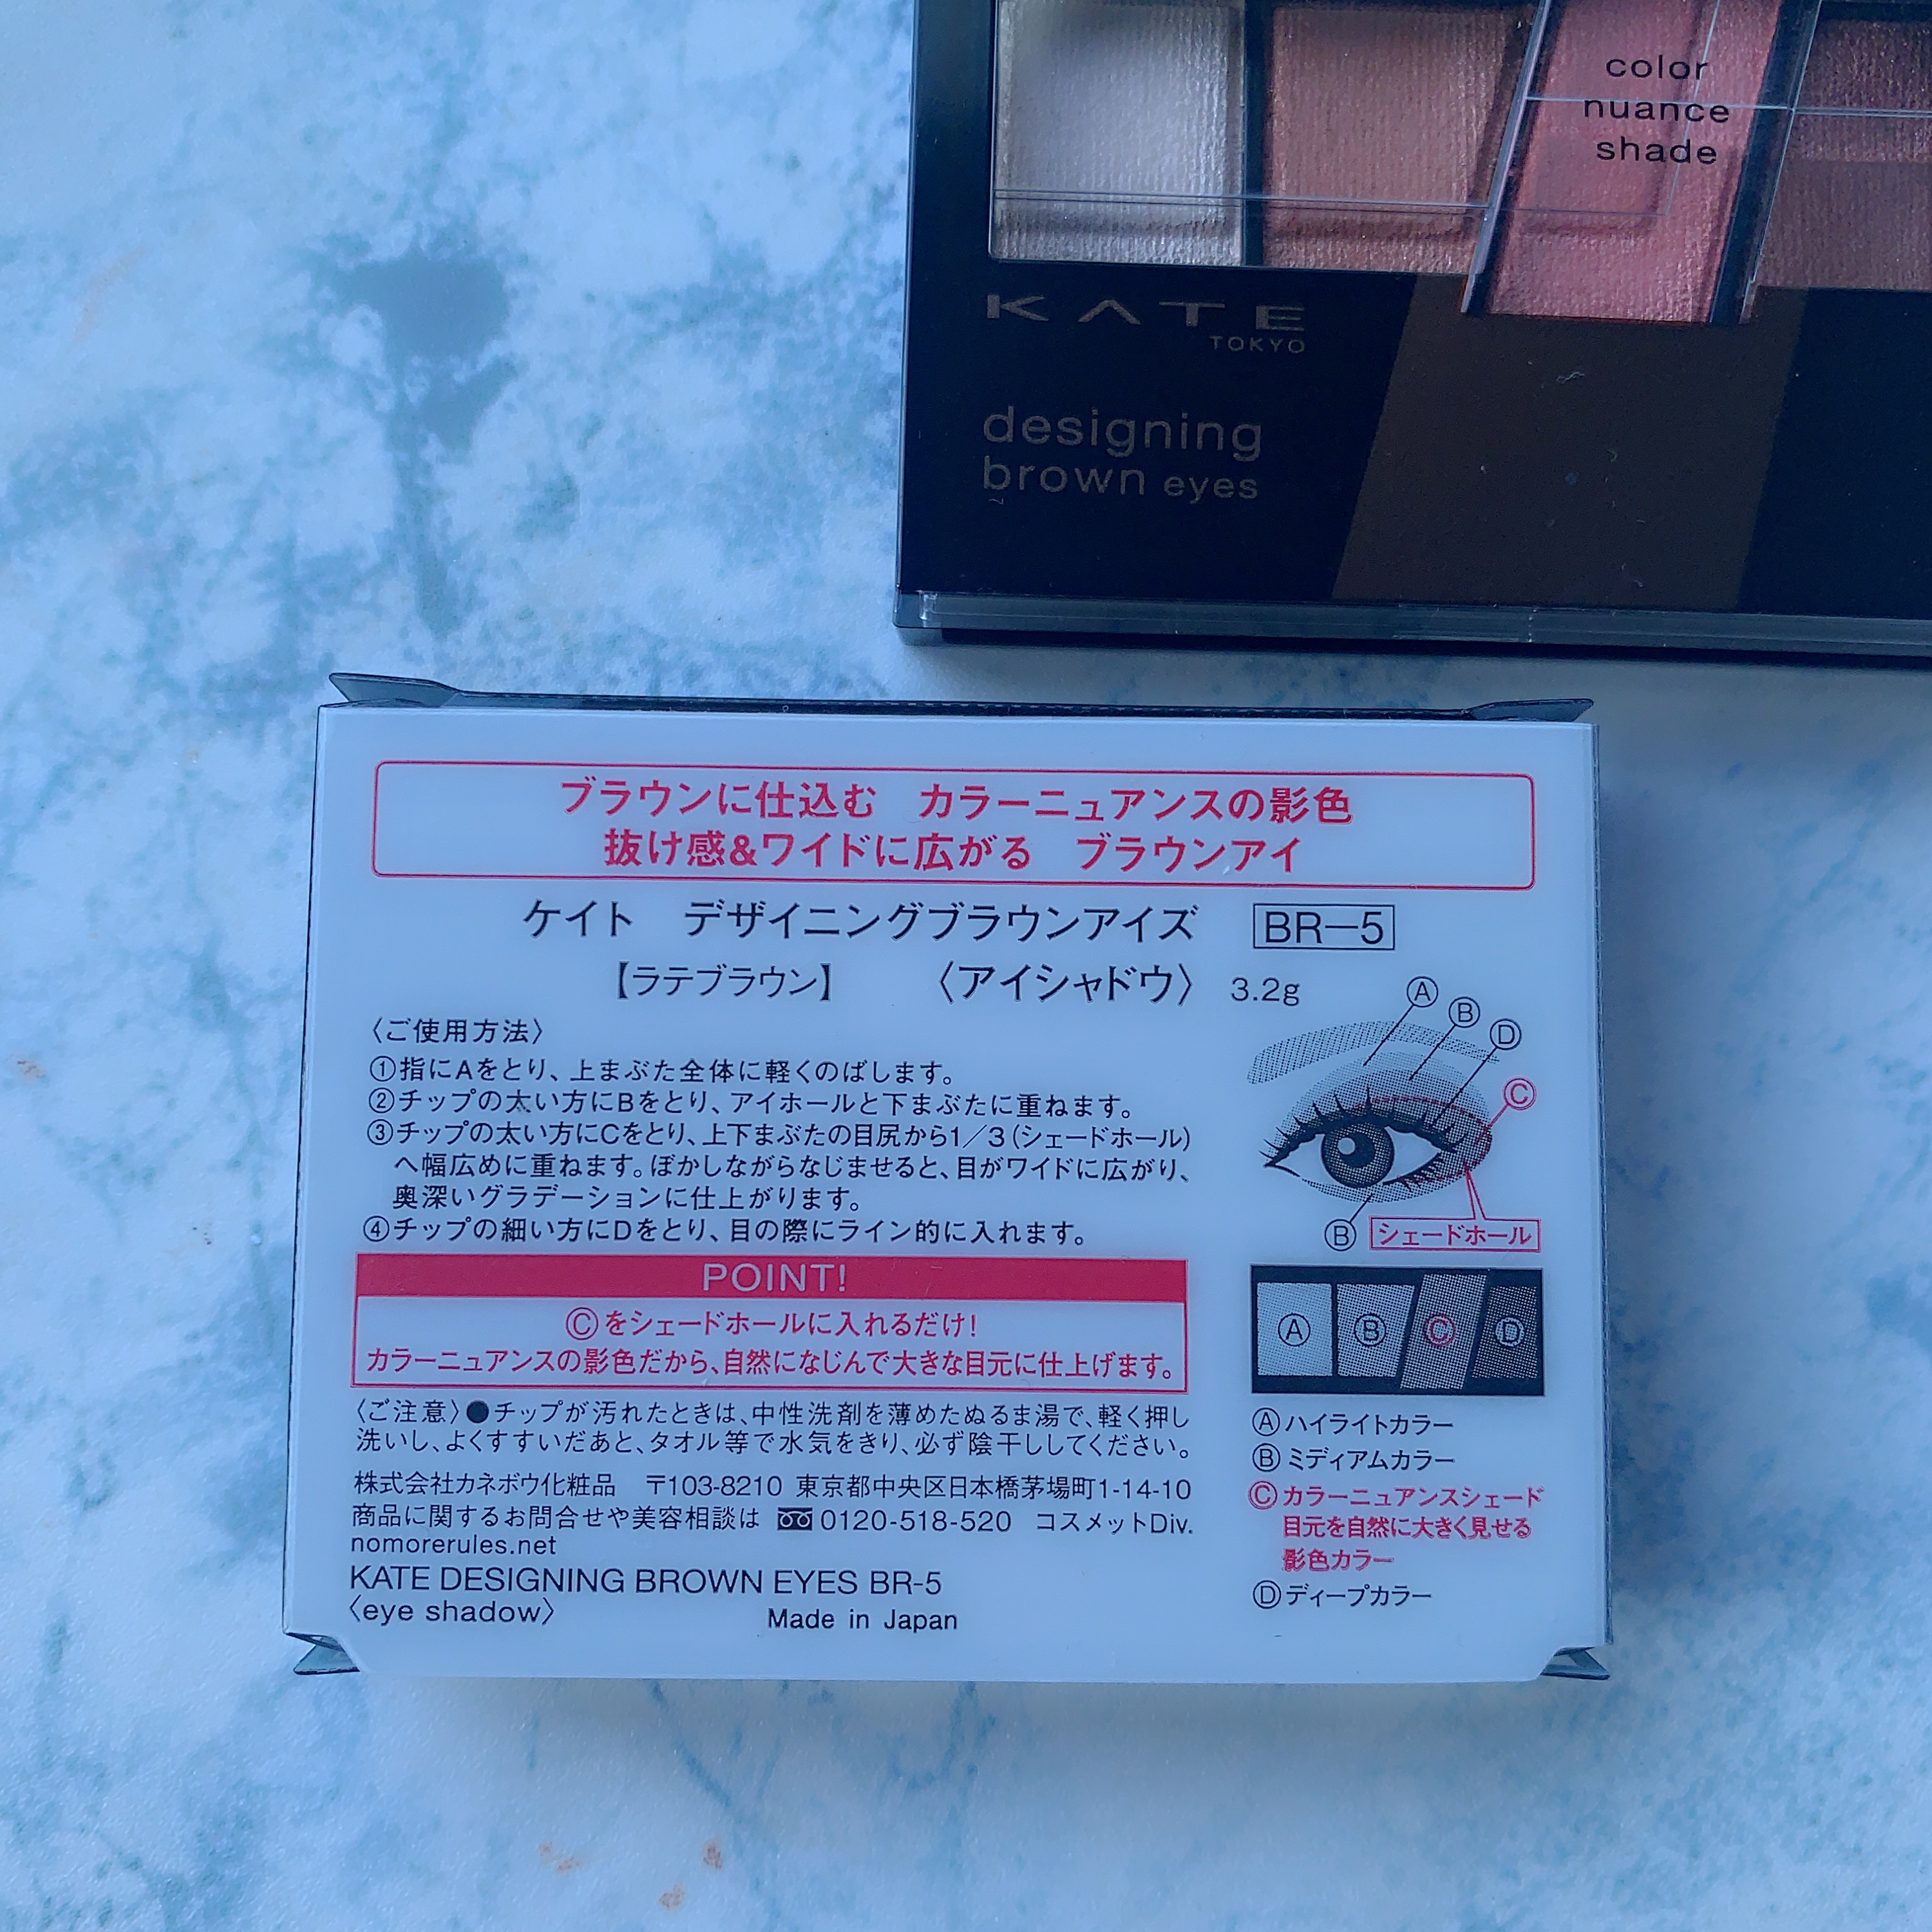 color
nuance
shade
KATE
TOKYO
designing
brown eyes
ブラウンに仕込む　カラーニュアンスの影色
抜け感&ワイドに広がる　ブラウンアイ
ケイト　デザイニングブラウンアイズ　BR−5
【ラテブラウン】　〈アイシャドウ〉 3.2g
〈ご使用方法〉
①指にAをとり、上まぶた全体に軽くのばします。
②チップの太い方にBをとり、アイホールと下まぶたに重ねます。
③チップの太い方にCをとり、上下まぶたの目尻から1／3（シェードホール）
へ幅広めに重ねます。ぼかしながらなじませると、目がワイドに広がり、
奥深いグラデーションに仕上がります。
④チップの細い方にDをとり、目の際にライン的に入れます。
Ⓐ
Ⓑ
Ⓓ
Ⓒ
Ⓑ
シェードホール
POINT!
Ⓒをシェードホールに入れるだけ!
カラーニュアンスの影色だから、自然になじんで大きな目元に仕上げます。
Ⓐ Ⓑ Ⓒ Ⓓ
Ⓐハイライトカラー
Ⓑミディアムカラー
Ⓒカラーニュアンスシェード
目元を自然に大きく見せる
影色カラー
Ⓓディープカラー
〈ご注意〉●チップが汚れたときは、中性洗剤を薄めたぬるま湯で、軽く押し
洗いし、よくすすいだあと、タオル等で水気をきり、必ず陰干ししてください。
株式会社カネボウ化粧品　〒103-8210 東京都中央区日本橋茅場町1-14-10
商品に関するお問合せや美容相談は 0120-518-520 コスメットDiv.
nomorerules.net
KATE DESIGNING BROWN EYES BR-5
〈eye shadow〉 Made in Japan